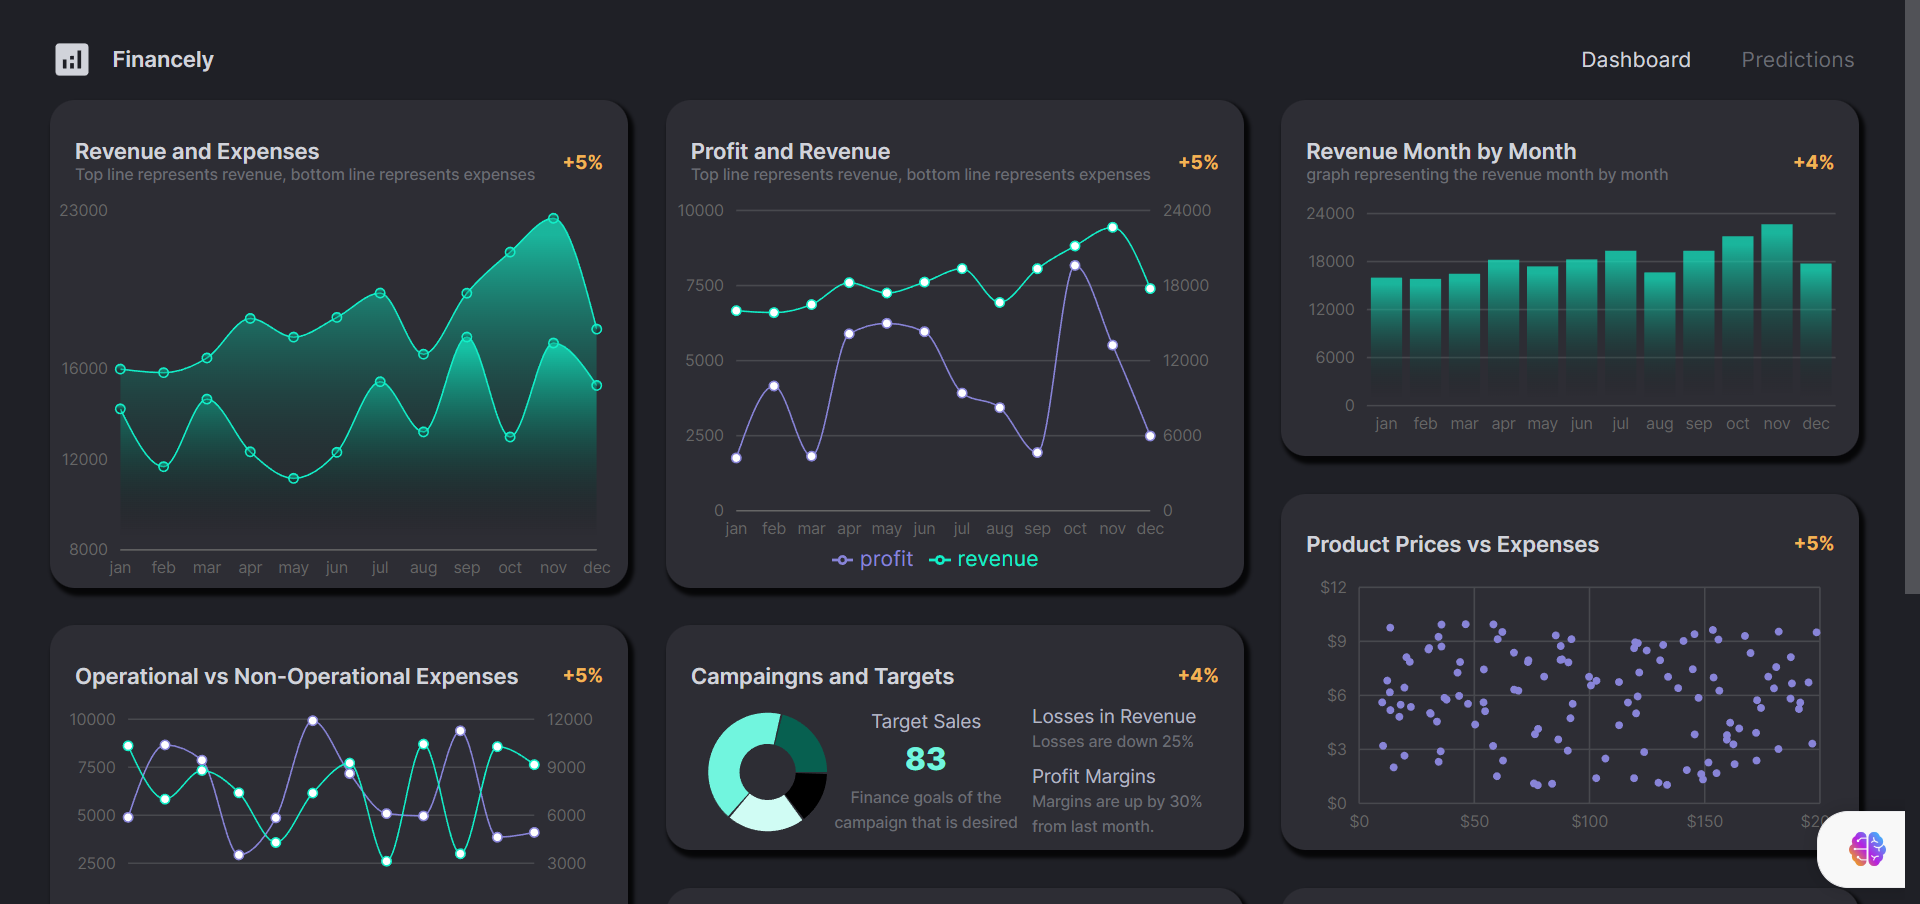 Financely
Dashboard
Predictions
Revenue and Expenses
Top line represents revenue, bottom line represents expenses
+5%
23000
16000
12000
8000
jan feb mar apr may jun jul aug sep oct nov dec
Profit and Revenue
Top line represents revenue, bottom line represents expenses
+5%
10000
7500
5000
2500
0
24000
18000
12000
6000
0
jan feb mar apr may jun jul aug sep oct nov dec
profit revenue
Revenue Month by Month
graph representing the revenue month by month
+4%
24000
18000
12000
6000
0
jan feb mar apr may jun jul aug sep oct nov dec
Operational vs Non-Operational Expenses
+5%
10000
7500
5000
2500
12000
9000
6000
3000
Campaingns and Targets
+4%
Target Sales
83
Finance goals of the
campaign that is desired
Losses in Revenue
Losses are down 25%
Profit Margins
Margins are up by 30%
from last month.
Product Prices vs Expenses
+5%
$12
$9
$6
$3
$0
$0 $50 $100 $150